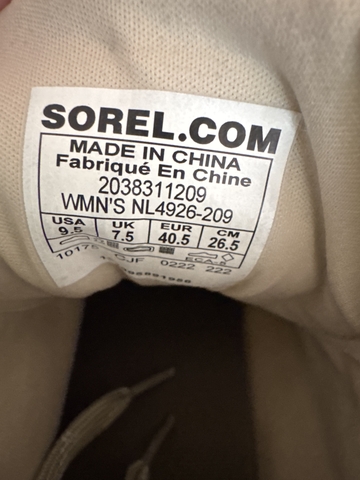 SOREL.COM
MADE IN CHINA
Fabriqué En Chine
2038311209
WMN'S NL4926-209
USA UK EUR CM
9.5 7.5 40.5 26.5
CJF 0222 222